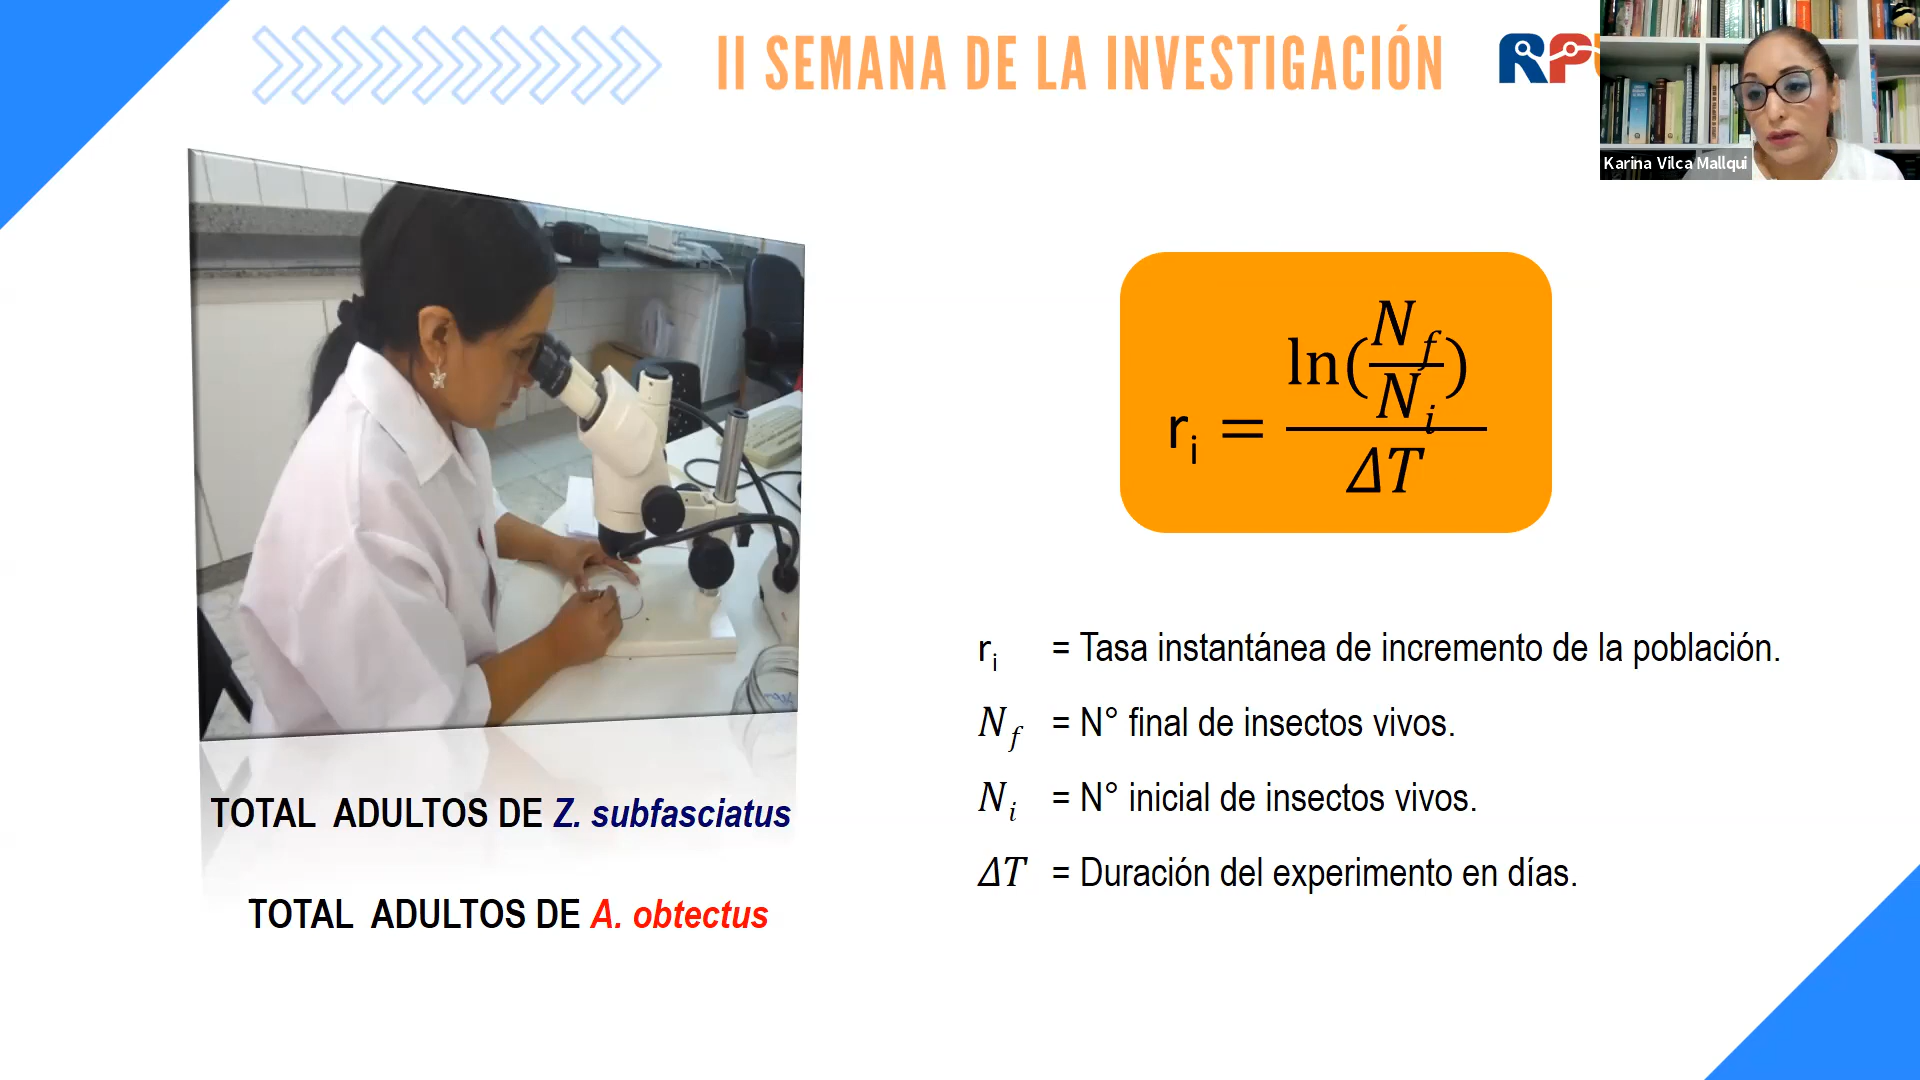 II SEMANA DE LA INVESTIGACIÓN
RP
Karina Vilca Mallqui
r_i = ln(N_f/N_i)/ΔT
r_i = Tasa instantánea de incremento de la población.
N_f = N° final de insectos vivos.
N_i = N° inicial de insectos vivos.
ΔT = Duración del experimento en días.
TOTAL ADULTOS DE Z. subfasciatus
TOTAL ADULTOS DE A. obtectus